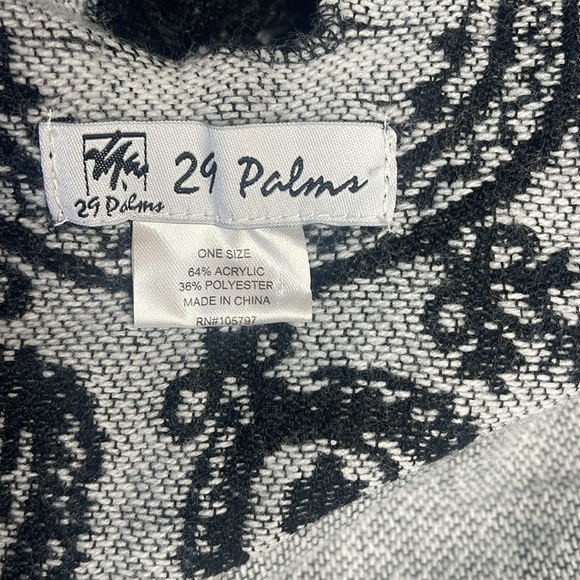 29 Palms
29 Palms
ONE SIZE
64% ACRYLIC
36% POLYESTER
MADE IN CHINA
RN#105797